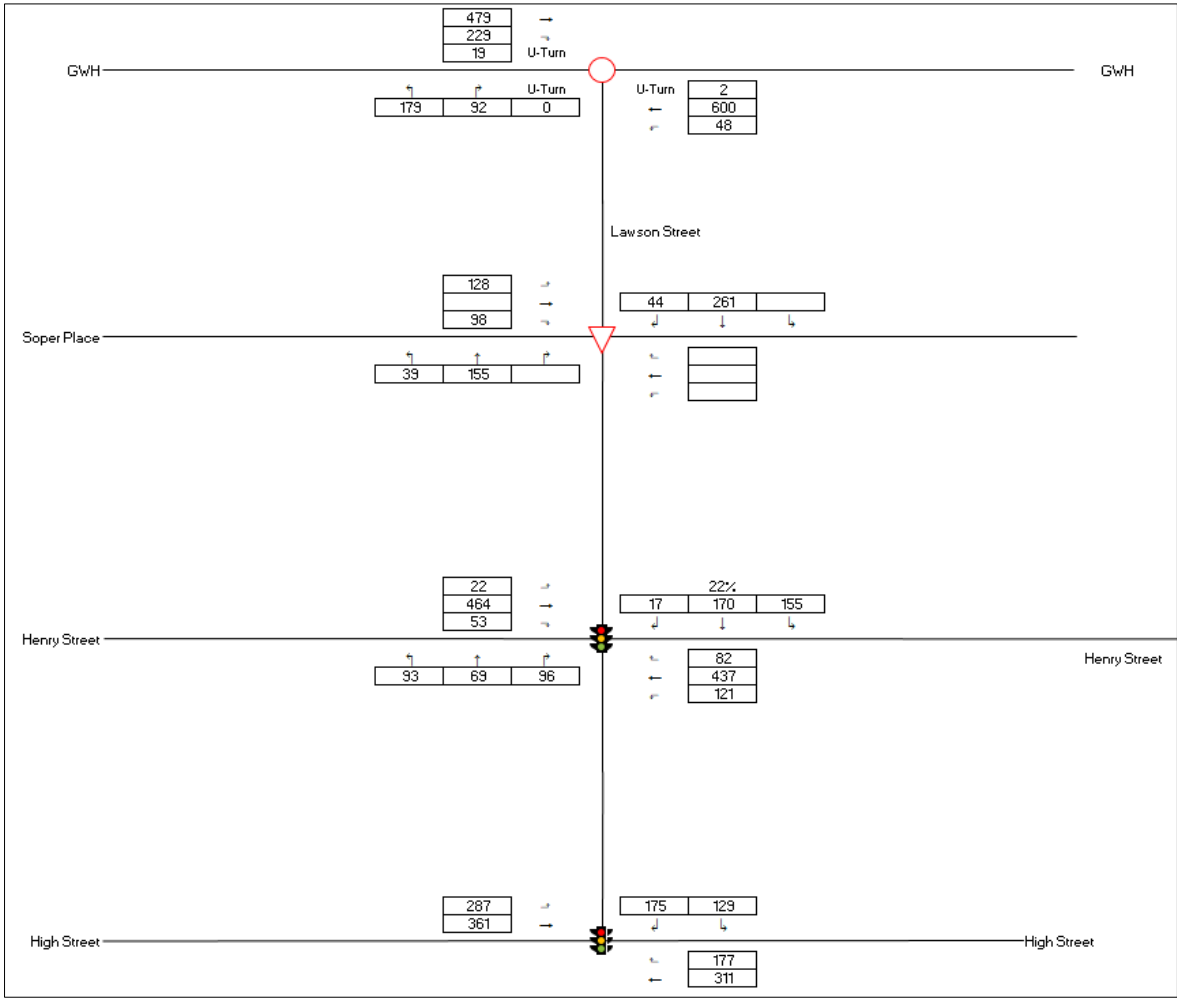 479 →
229 ¬
19 U-Turn
GWH GWH
↰ ↱ U-Turn
179 92 0
U-Turn 2
← 600
⌐ 48
Lawson Street
128
→
98
44 261
Soper Place
39 155
←
22
464 →
53
22%
17 170 155
Henry Street
Henry Street
93 69 96
82
← 437
121
287
361 →
175 129
High Street High Street
177
← 311